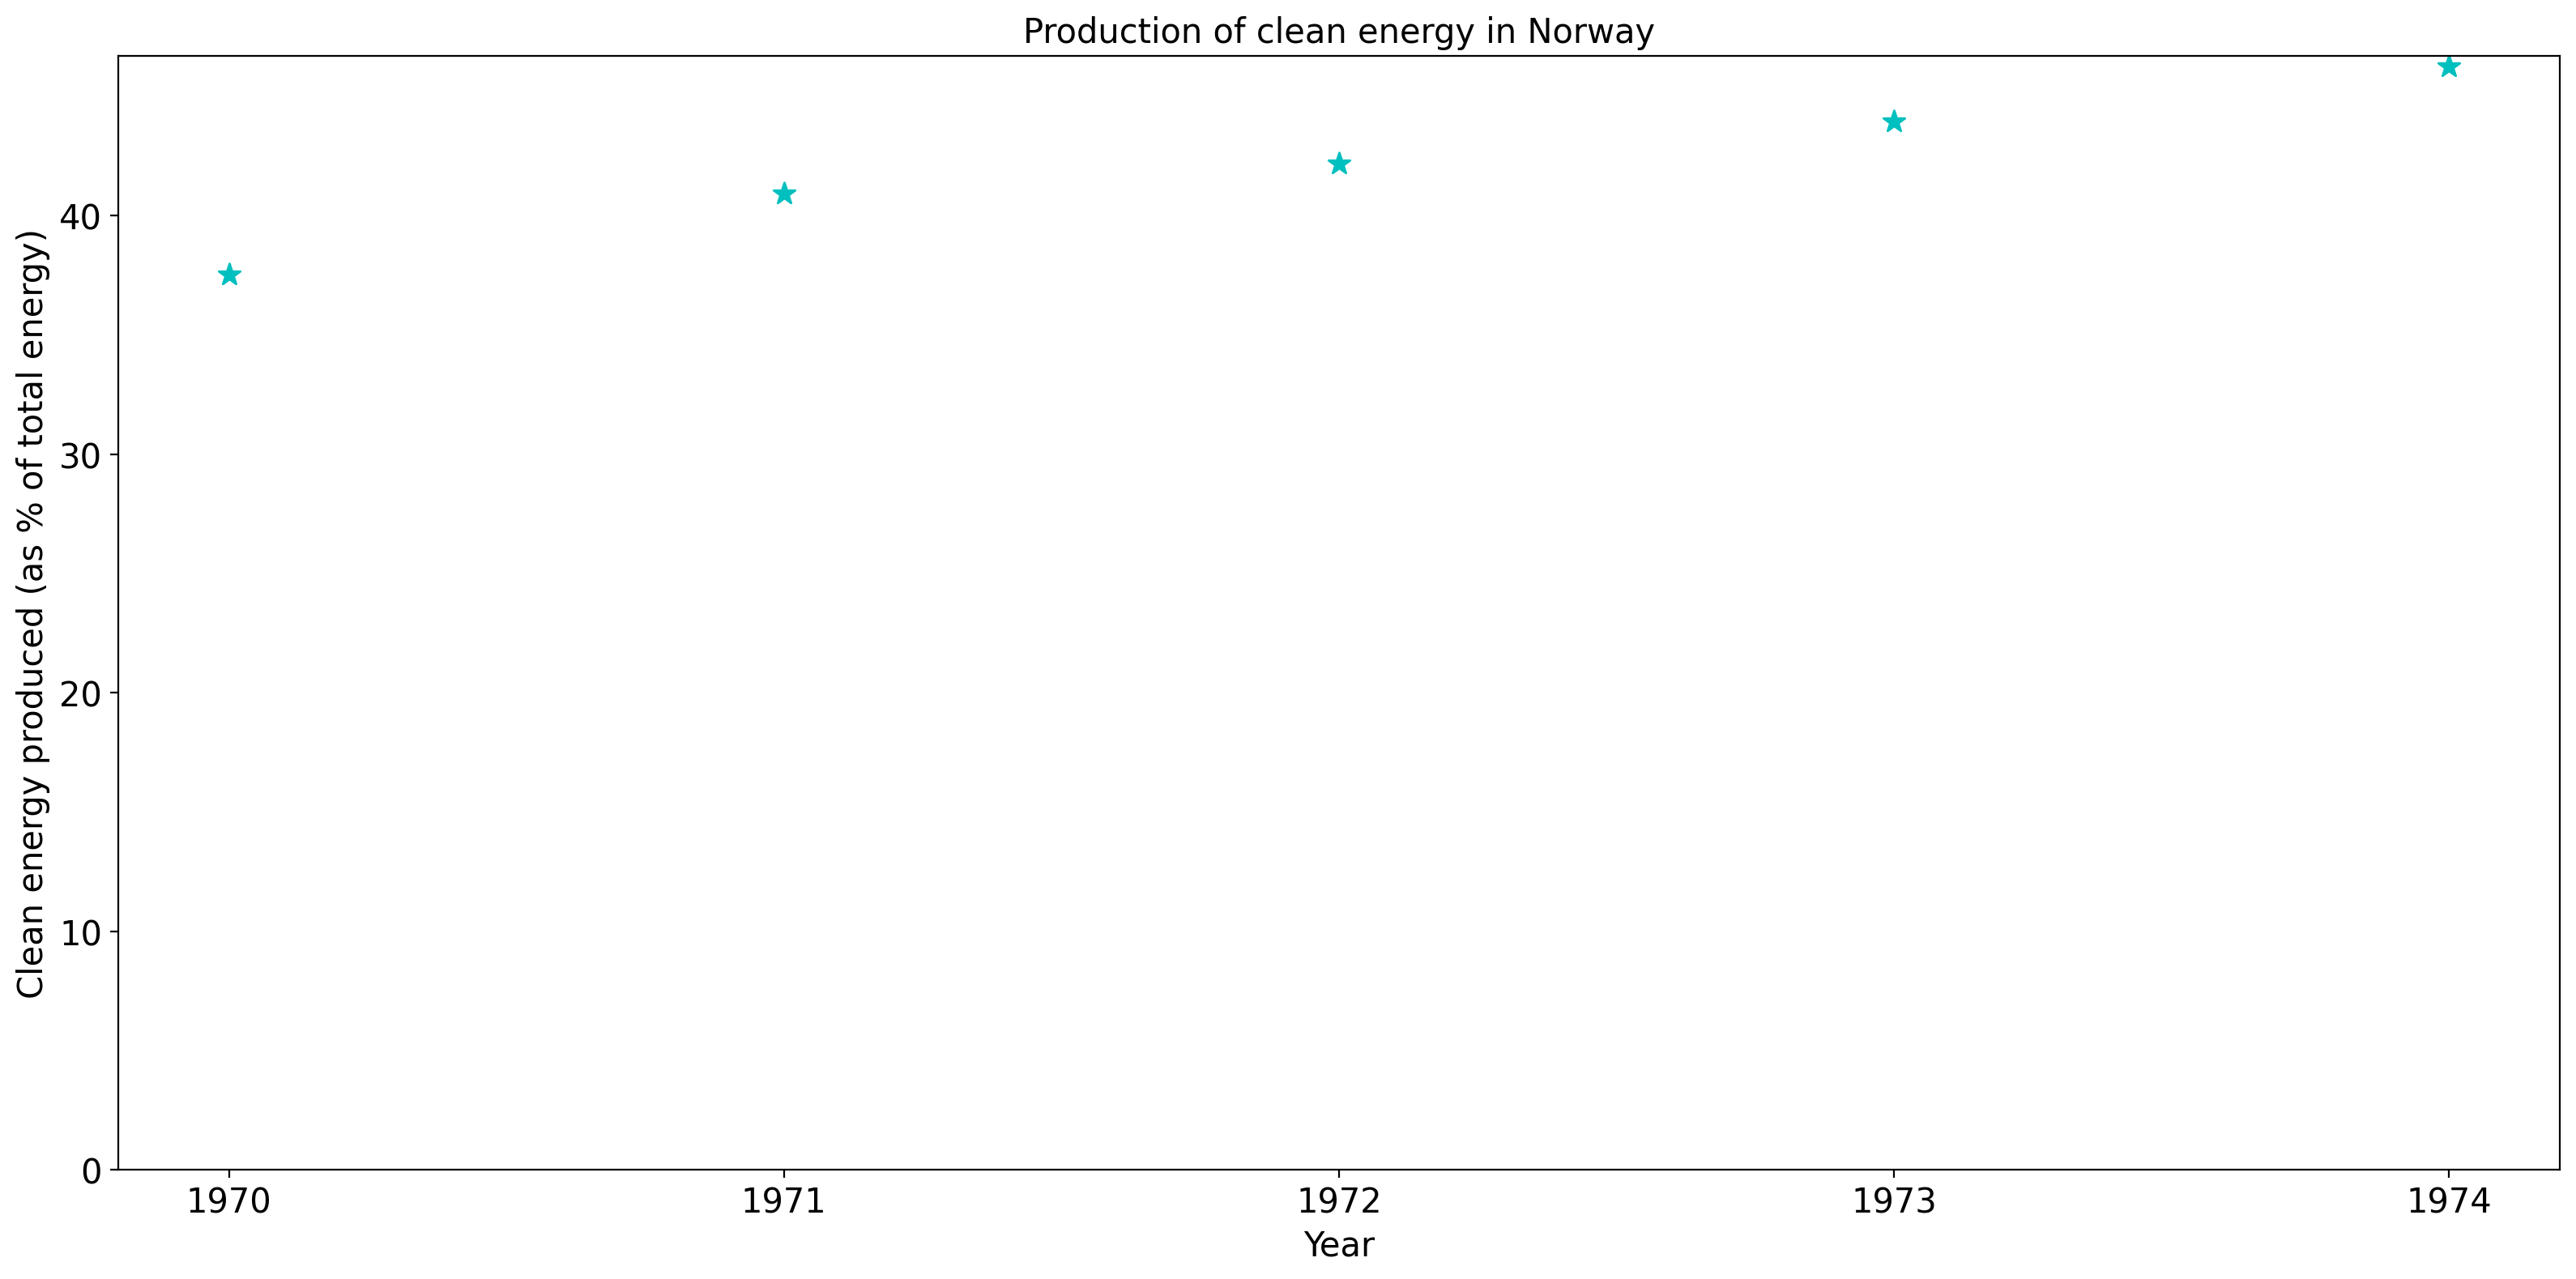 Production of clean energy in Norway
Clean energy produced (as % of total energy)
40
30
20
10
0
1970 1971 1972 1973 1974
Year